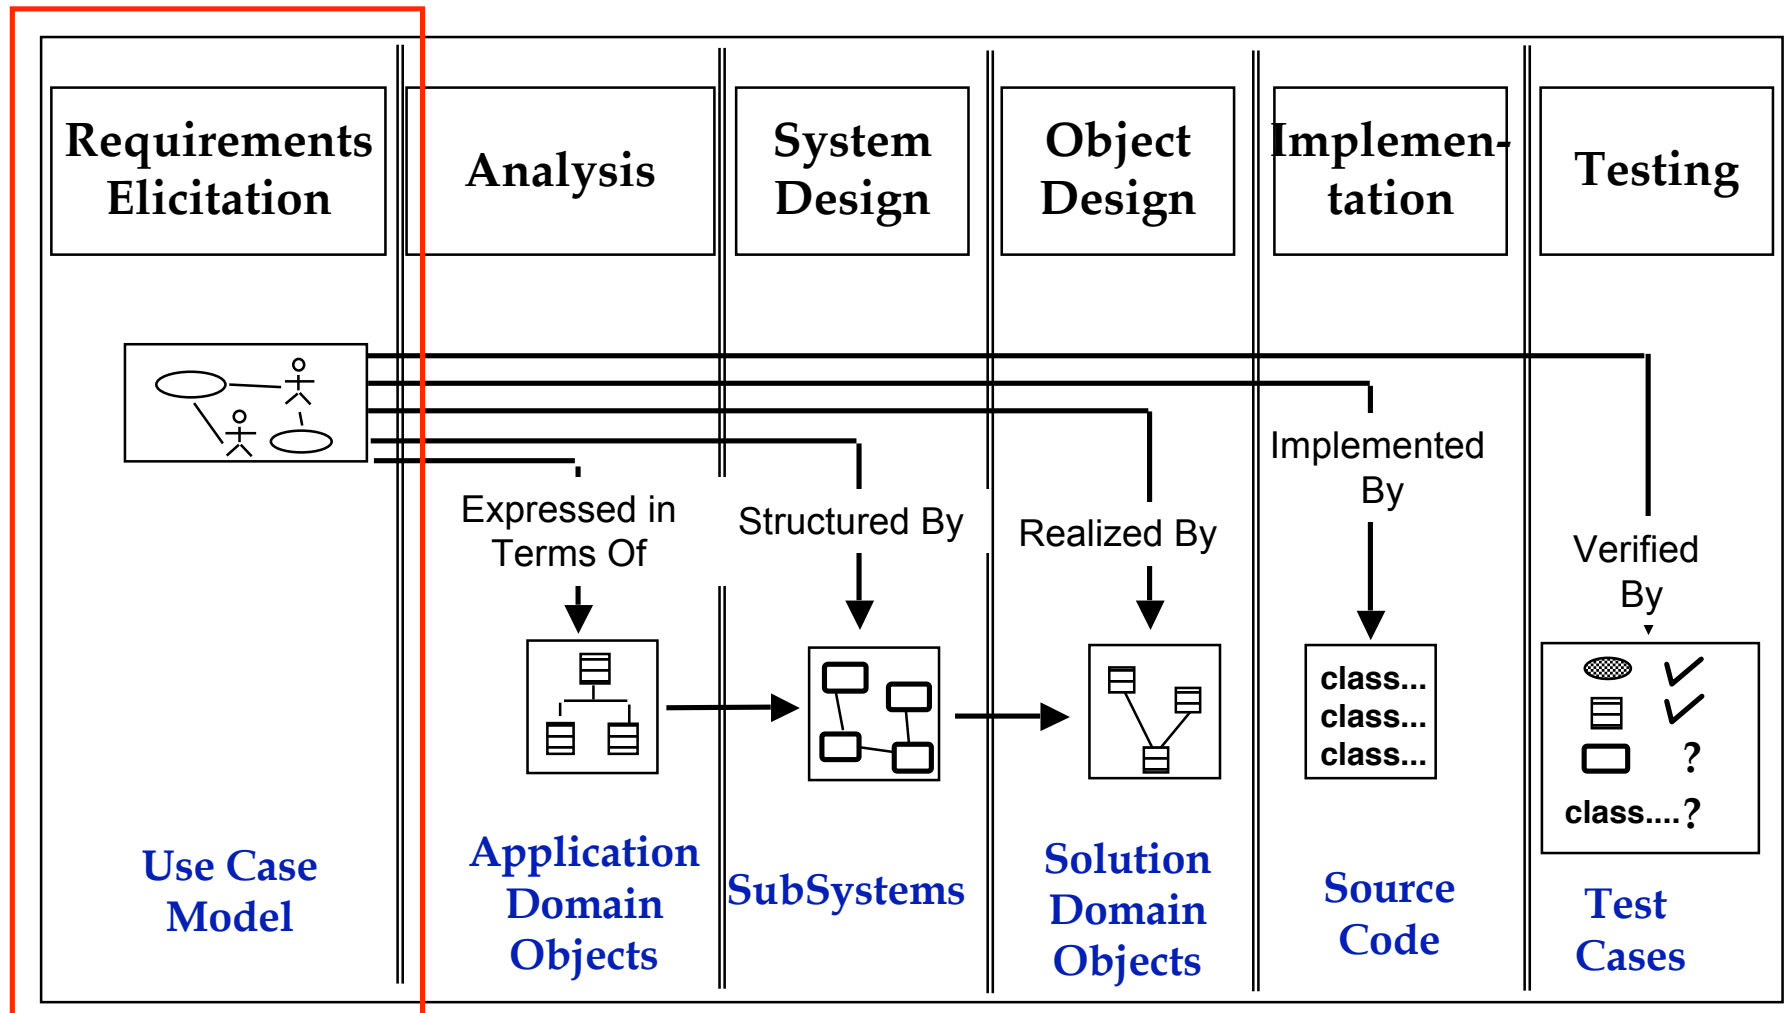 Requirements
Elicitation
Analysis
System
Design
Object
Design
Implemen-
tation
Testing
Expressed in
Terms Of
Structured By
Realized By
Implemented
By
Verified
By
class...
class...
class...
?
class....?
Use Case
Model
Application
Domain
Objects
SubSystems
Solution
Domain
Objects
Source
Code
Test
Cases